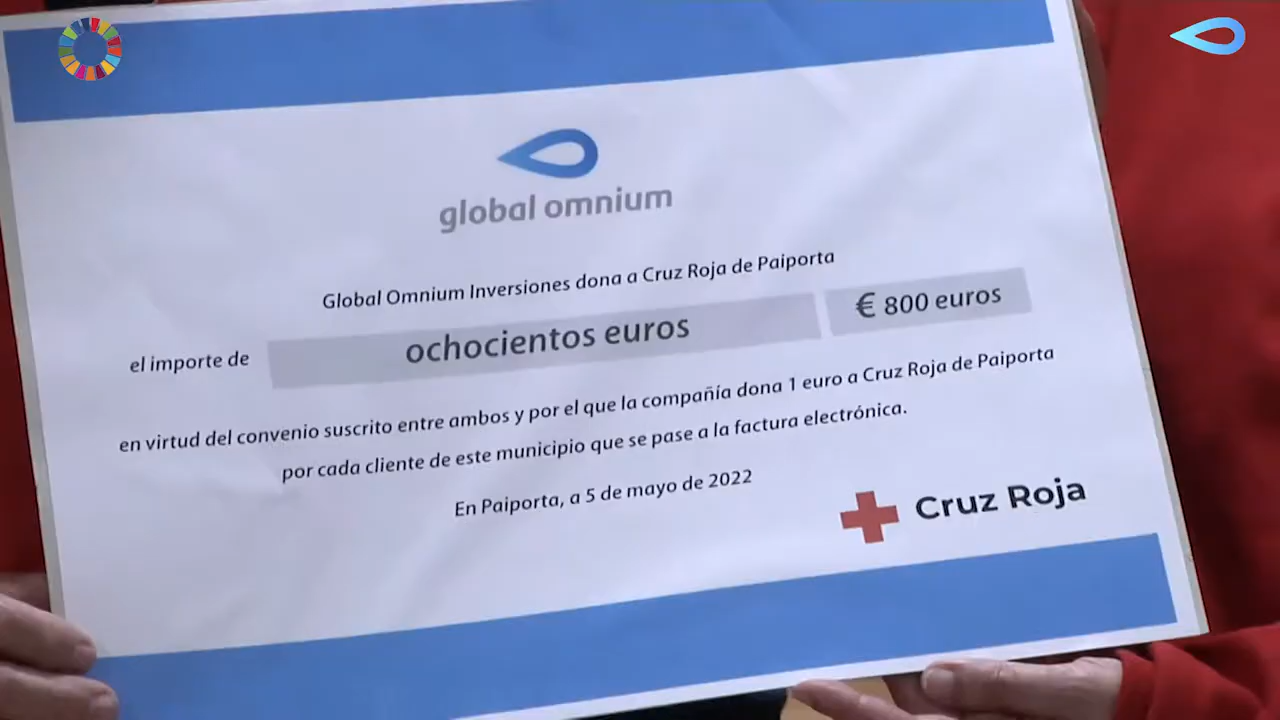 global omnium
Global Omnium Inversiones dona a Cruz Roja de Paiporta
el importe de ochocientos euros € 800 euros
en virtud del convenio suscrito entre ambos y por el que la compañía dona 1 euro a Cruz Roja de Paiporta
por cada cliente de este municipio que se pase a la factura electrónica.
En Paiporta, a 5 de mayo de 2022
Cruz Roja